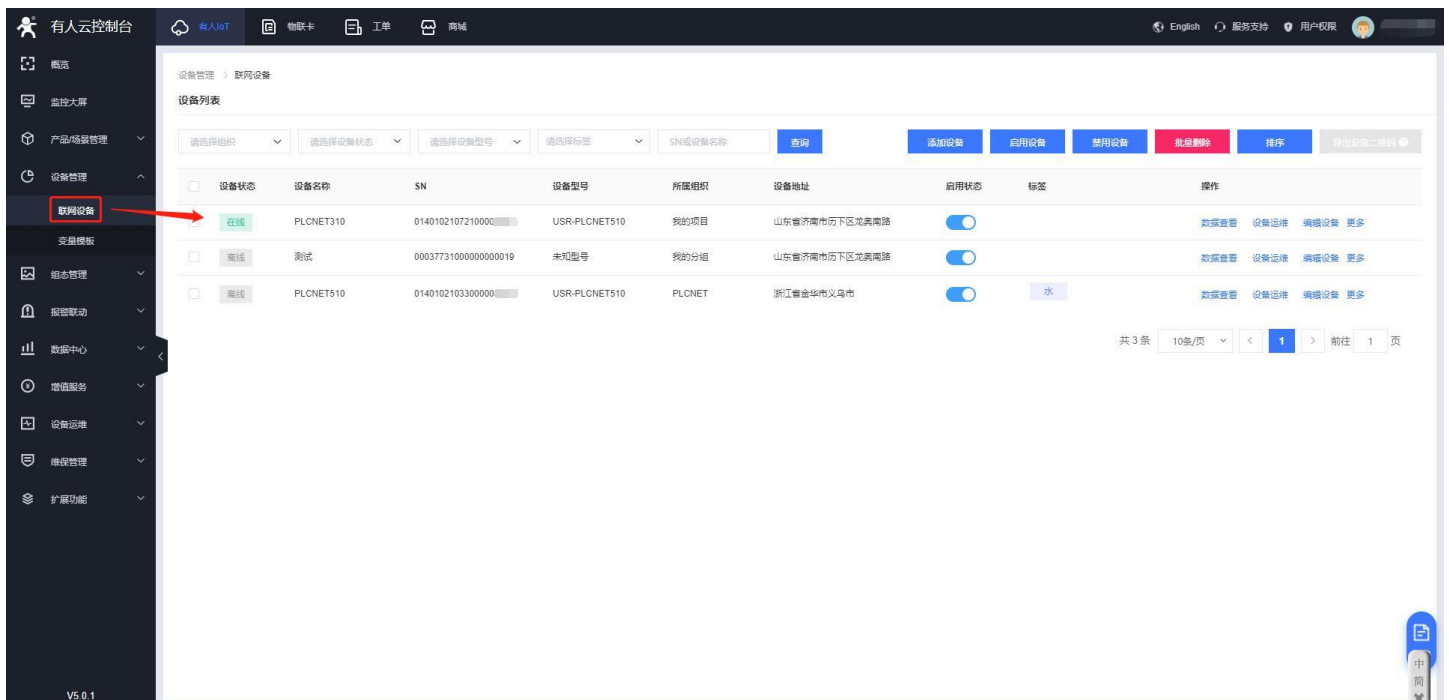 有人云控制台 有人IoT 物联卡 工单 商城 English 服务支持 用户权限
概览
监控大屏
产品/场景管理
设备管理
联网设备
变量模板
组态管理
报警联动
数据中心
增值服务
设备运维
维保管理
扩展功能
V5.0.1
设备管理 > 联网设备
设备列表
请选择组织 请选择设备状态 请选择设备型号 请选择标签 SN或设备名称 查询 添加设备 启用设备 禁用设备 批量删除 排序 导出设备二维码
设备状态 设备名称 SN 设备型号 所属组织 设备地址 启用状态 标签 操作
在线 PLCNET310 0140102107210000 USR-PLCNET510 我的项目 山东省济南市历下区龙奥南路 数据查看 设备运维 编辑设备 更多
离线 测试 00037731000000000019 未知型号 我的分组 山东省济南市历下区龙奥南路 数据查看 设备运维 编辑设备 更多
离线 PLCNET510 0140102103300000 USR-PLCNET510 PLCNET 浙江省金华市义乌市 水 数据查看 设备运维 编辑设备 更多
共 3 条 10条/页 < 1 > 前往 1 页
中
简